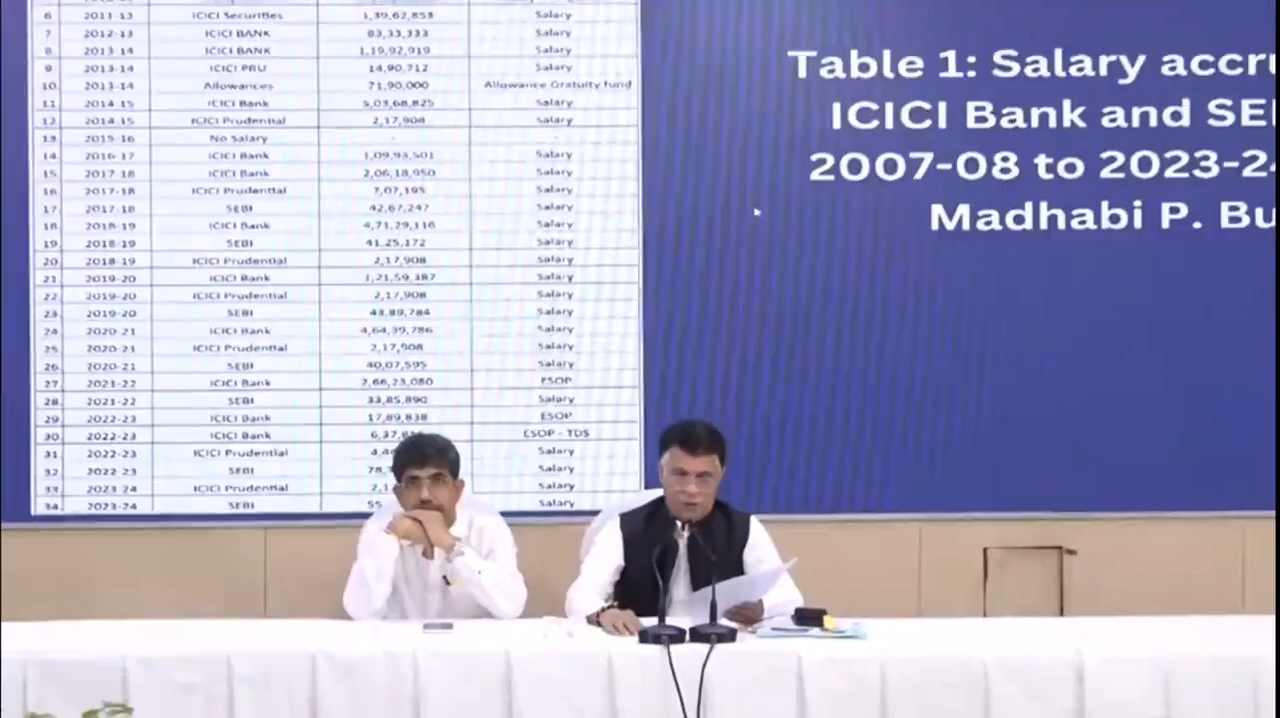 6 2011-13 ICICI Securities 1,39,62,853 Salary
7 2012-13 ICICI BANK 83,33,333 Salary
8 2013-14 ICICI BANK 1,19,92,919 Salary
9 2013-14 ICICI PRU 14,90,712 Salary
10 2013-14 Allowances 71,90,000 Allowance Gratuity fund
11 2014-15 ICICI Bank 5,03,68,825 Salary
12 2014-15 ICICI Prudential 2,17,908 Salary
13 2015-16 No Salary - -
14 2016-17 ICICI Bank 1,09,93,501 Salary
15 2017-18 ICICI Bank 2,06,18,950 Salary
16 2017-18 ICICI Prudential 7,07,195 Salary
17 2017-18 SEBI 42,67,247 Salary
18 2018-19 ICICI Bank 4,71,29,116 Salary
19 2018-19 SEBI 41,25,172 Salary
20 2018-19 ICICI Prudential 2,17,908 Salary
21 2019-20 ICICI Bank 1,21,59,387 Salary
22 2019-20 ICICI Prudential 2,17,908 Salary
23 2019-20 SEBI 43,89,784 Salary
24 2020-21 ICICI Bank 4,64,39,786 Salary
25 2020-21 ICICI Prudential 2,17,908 Salary
26 2020-21 SEBI 40,07,595 Salary
27 2021-22 ICICI Bank 2,66,23,080 ESOP
28 2021-22 SEBI 33,85,890 Salary
29 2022-23 ICICI Bank 17,89,838 ESOP
30 2022-23 ICICI Bank 6,37,8 ESOP - TDS
31 2022-23 ICICI Prudential 4,4 Salary
32 2022-23 SEBI 78, Salary
33 2023-24 ICICI Prudential 2,1 Salary
34 2023-24 SEBI 55 Salary
Table 1: Salary accru
ICICI Bank and SE
2007-08 to 2023-2
Madhabi P. Bu